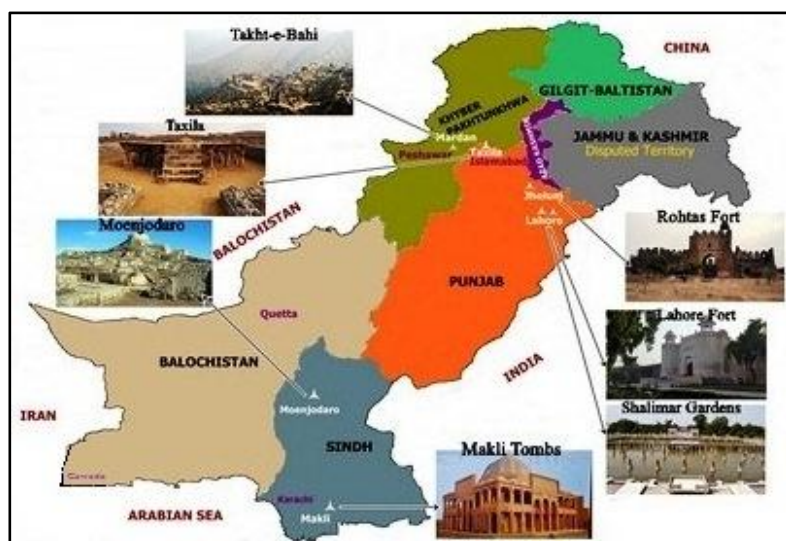 Takht-e-Bahi
CHINA
GILGIT-BALTISTAN
KHYBER
PAKHTUNKHWA
Taxila
JAMMU & KASHMIR
Disputed Territory
Mardan
Peshawar
Taxila
Islamabad
Jhelum
Rohtas Fort
Moenjodaro
BALOCHISTAN
Lahore
PUNJAB
Lahore Fort
Quetta
BALOCHISTAN
INDIA
Shalimar Gardens
IRAN
Moenjodaro
SINDH
Makli Tombs
Karachi
Makli
ARABIAN SEA